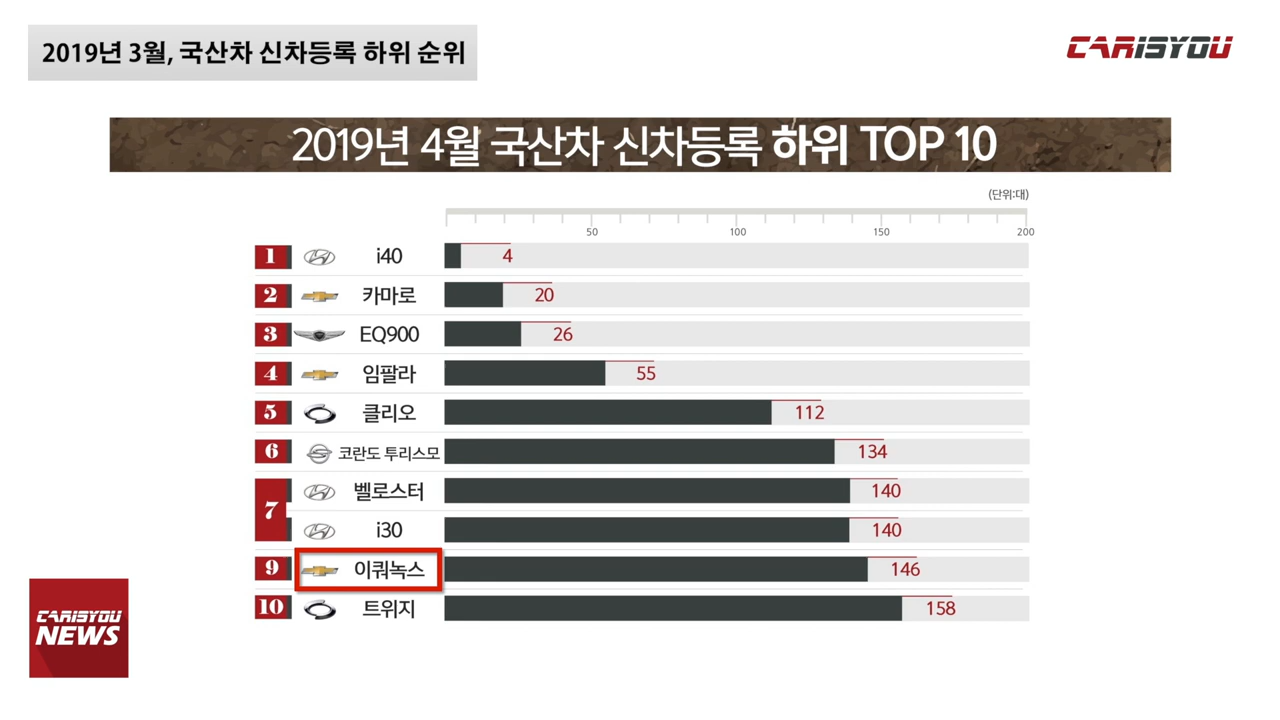 2019년 3월, 국산차 신차등록 하위 순위
CARISYOU
2019년 4월 국산차 신차등록 하위 TOP 10
(단위:대)
50 100 150 200
1 i40 4
2 카마로 20
3 EQ900 26
4 임팔라 55
5 클리오 112
6 코란도 투리스모 134
7 벨로스터 140
i30 140
9 이쿼녹스 146
10 트위지 158
CARISYOU
NEWS